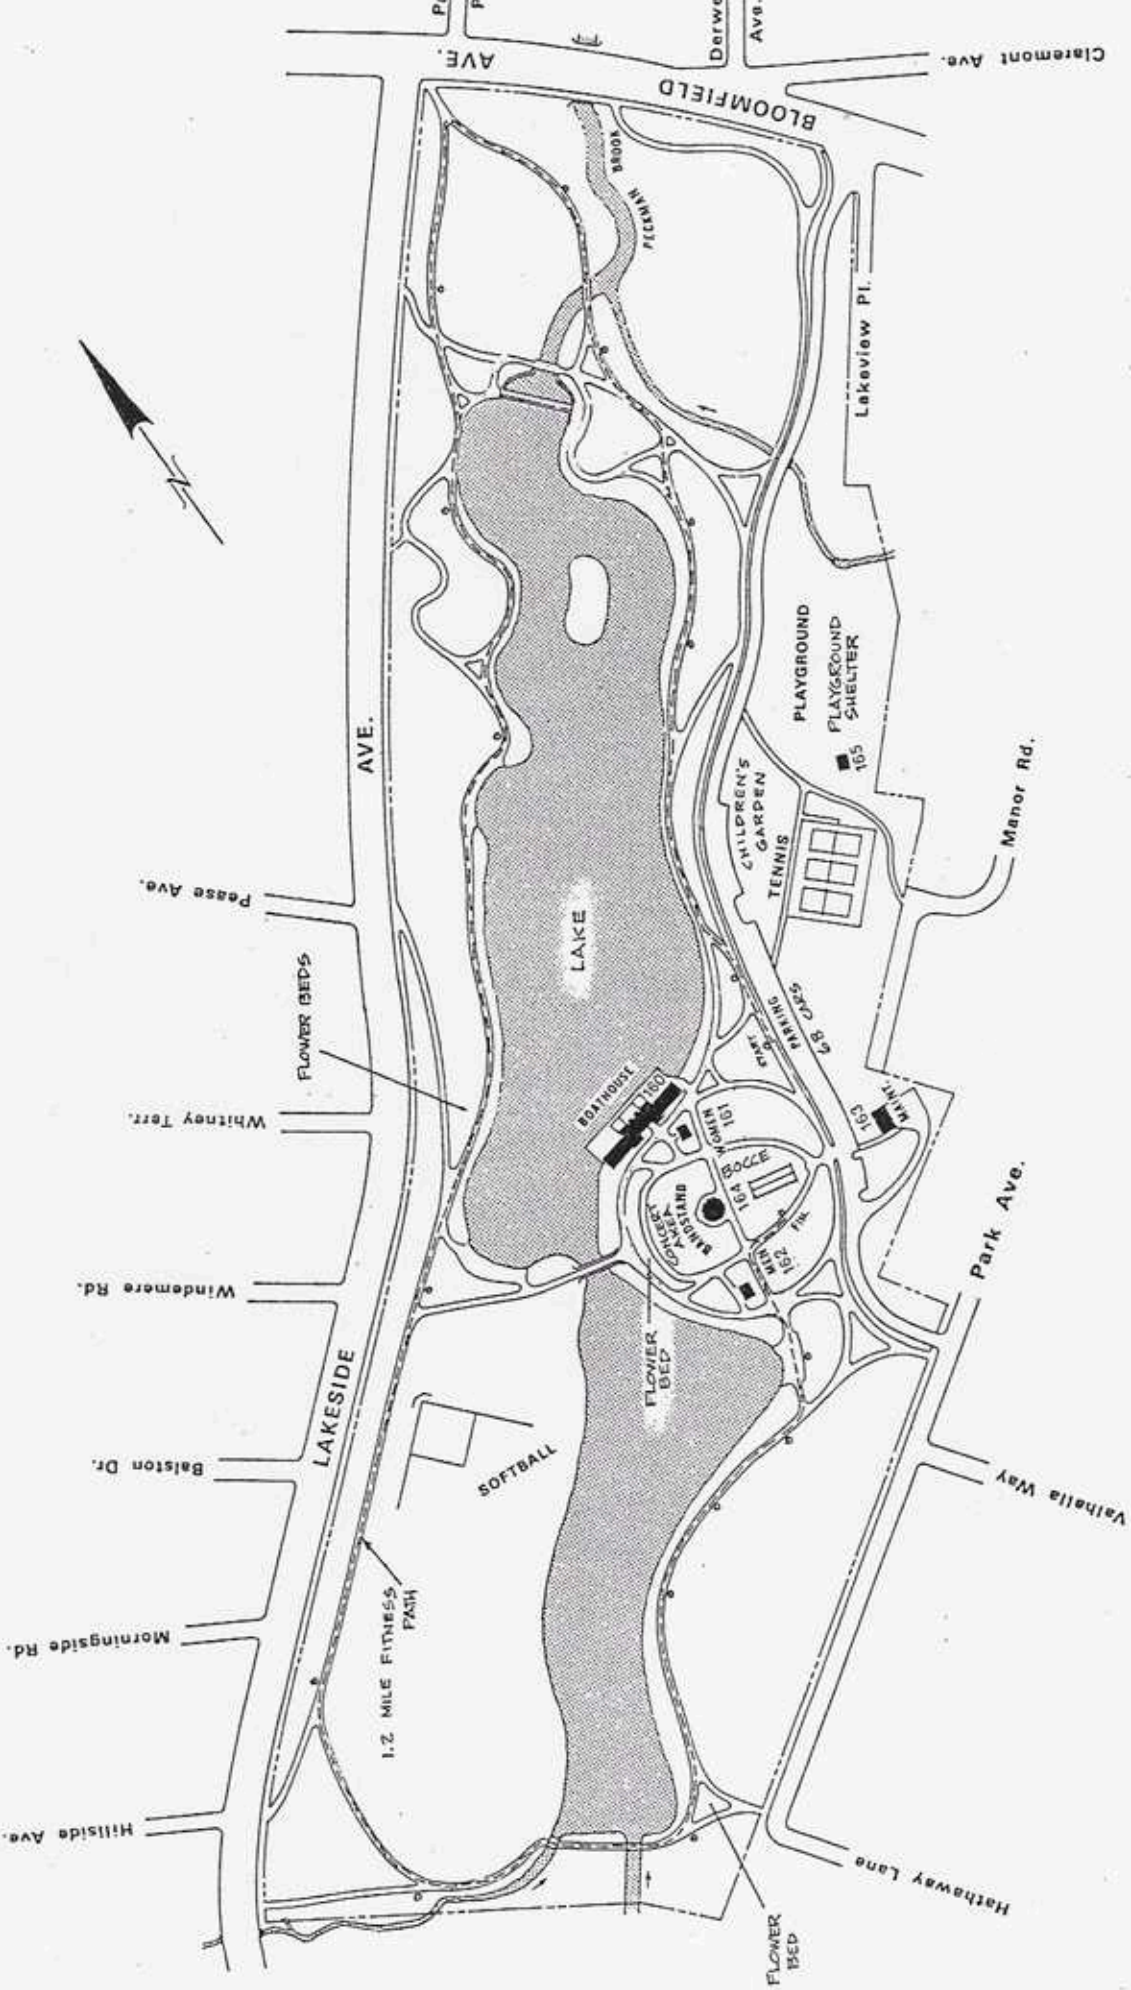 AVE.
BLOOMFIELD
Claremont Ave.
Ave.
BROOK
PECKMAN
Lakeview Pl.
N
AVE.
PLAYGROUND
PLAYGROUND
SHELTER
165
CHILDREN'S
GARDEN
TENNIS
Manor Rd.
Pease Ave.
FLOWER BEDS
LAKE
PARKING
68 CARS
START
Whitney Terr.
BOATHOUSE
160
WOMEN
161
163
MAINT.
BOCCE
164
BANDSTAND
CONCERT
AREA
MEN
162
FIN.
Park Ave.
Windemere Rd.
FLOWER
BED
LAKESIDE
Balston Dr.
SOFTBALL
Valhalla Way
Morningside Rd.
1.2 MILE FITNESS
PATH
Hillside Ave.
Hathaway Lane
FLOWER
BED